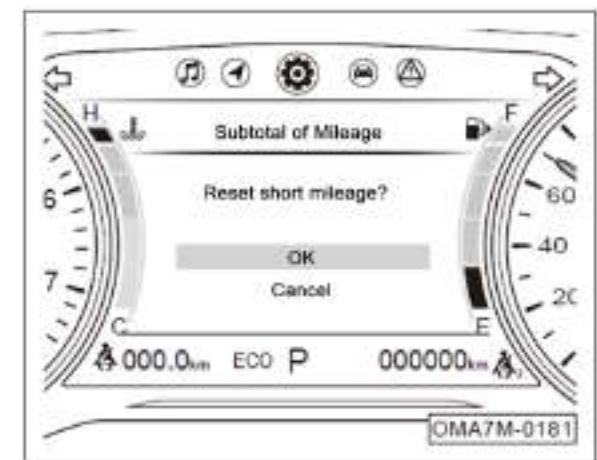 H
F
Subtotal of Mileage
6
Reset short mileage?
60
OK
40
7
Cancel
20
C
E
000.0km ECO P 000000km
OMA7M-0181